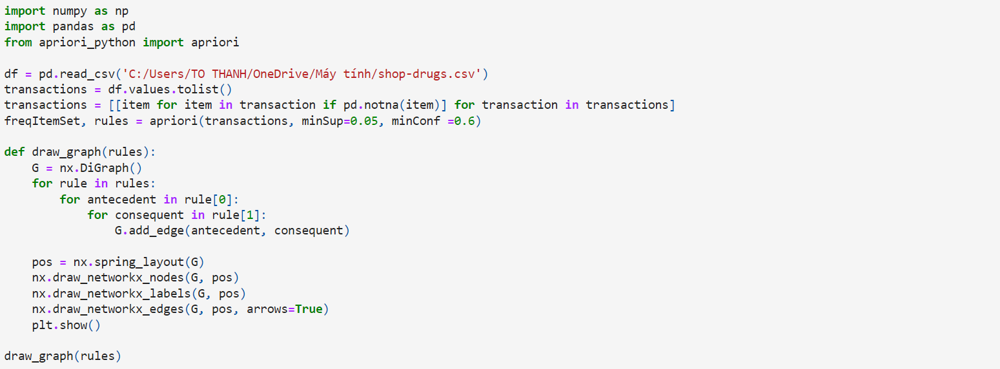 import numpy as np
import pandas as pd
from apriori_python import apriori

df = pd.read_csv('C:/Users/TO THANH/OneDrive/Máy tính/shop-drugs.csv')
transactions = df.values.tolist()
transactions = [[item for item in transaction if pd.notna(item)] for transaction in transactions]
freqItemSet, rules = apriori(transactions, minSup=0.05, minConf =0.6)

def draw_graph(rules):
    G = nx.DiGraph()
    for rule in rules:
        for antecedent in rule[0]:
            for consequent in rule[1]:
                G.add_edge(antecedent, consequent)

    pos = nx.spring_layout(G)
    nx.draw_networkx_nodes(G, pos)
    nx.draw_networkx_labels(G, pos)
    nx.draw_networkx_edges(G, pos, arrows=True)
    plt.show()

draw_graph(rules)